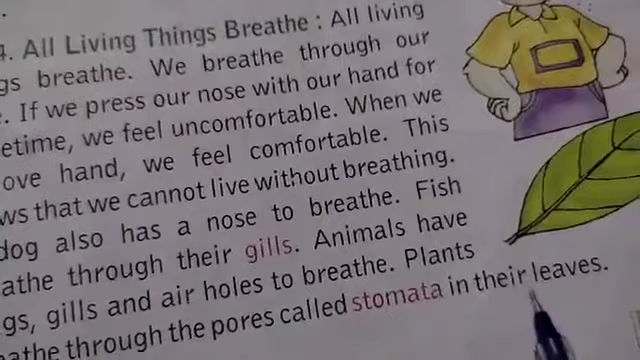 4. All Living Things Breathe : All living
gs breathe. We breathe through our
e. If we press our nose with our hand for
etime, we feel uncomfortable. When we
ove hand, we feel comfortable. This
ws that we cannot live without breathing.
dog also has a nose to breathe. Fish
athe through their gills. Animals have
gs, gills and air holes to breathe. Plants
athe through the pores called stomata in their leaves.